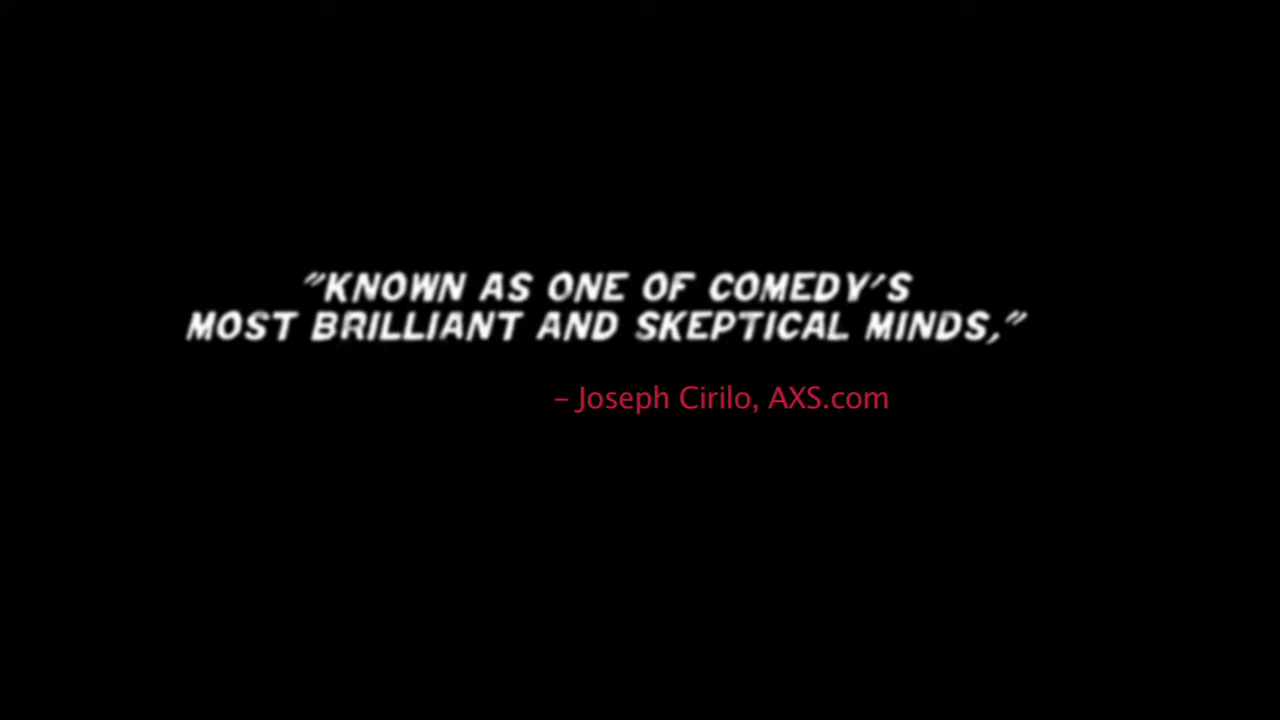 "KNOWN AS ONE OF COMEDY'S
MOST BRILLIANT AND SKEPTICAL MINDS,"
– Joseph Cirilo, AXS.com